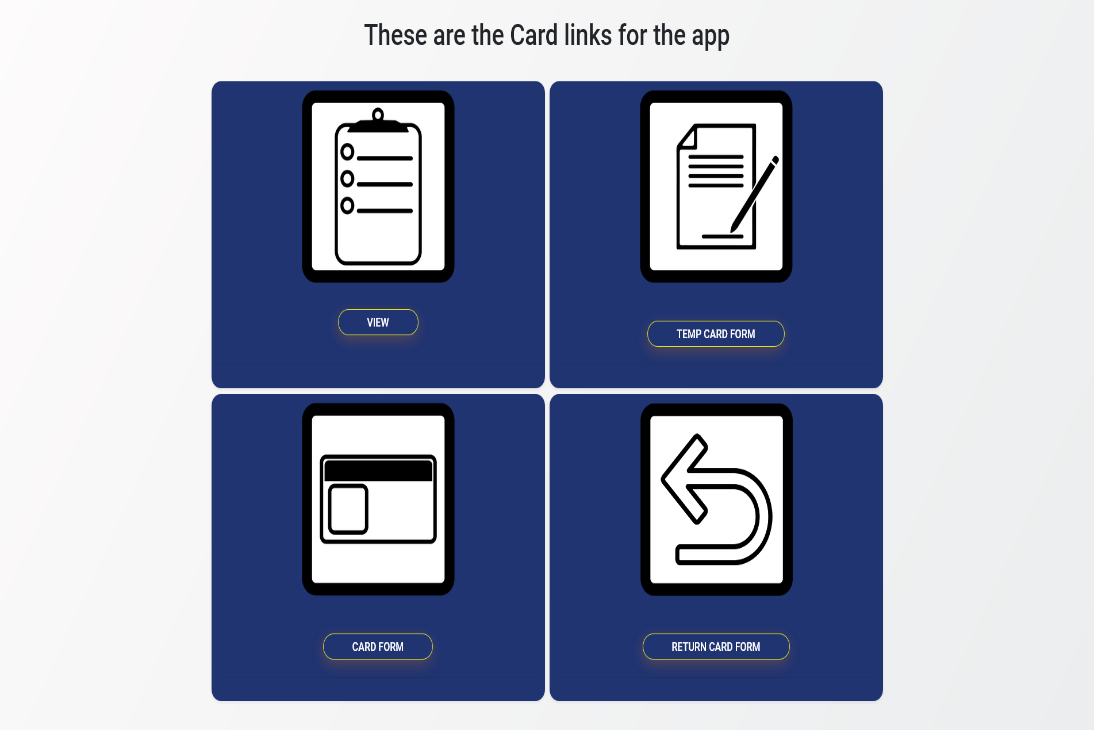 These are the Card links for the app
VIEW
TEMP CARD FORM
CARD FORM
RETURN CARD FORM